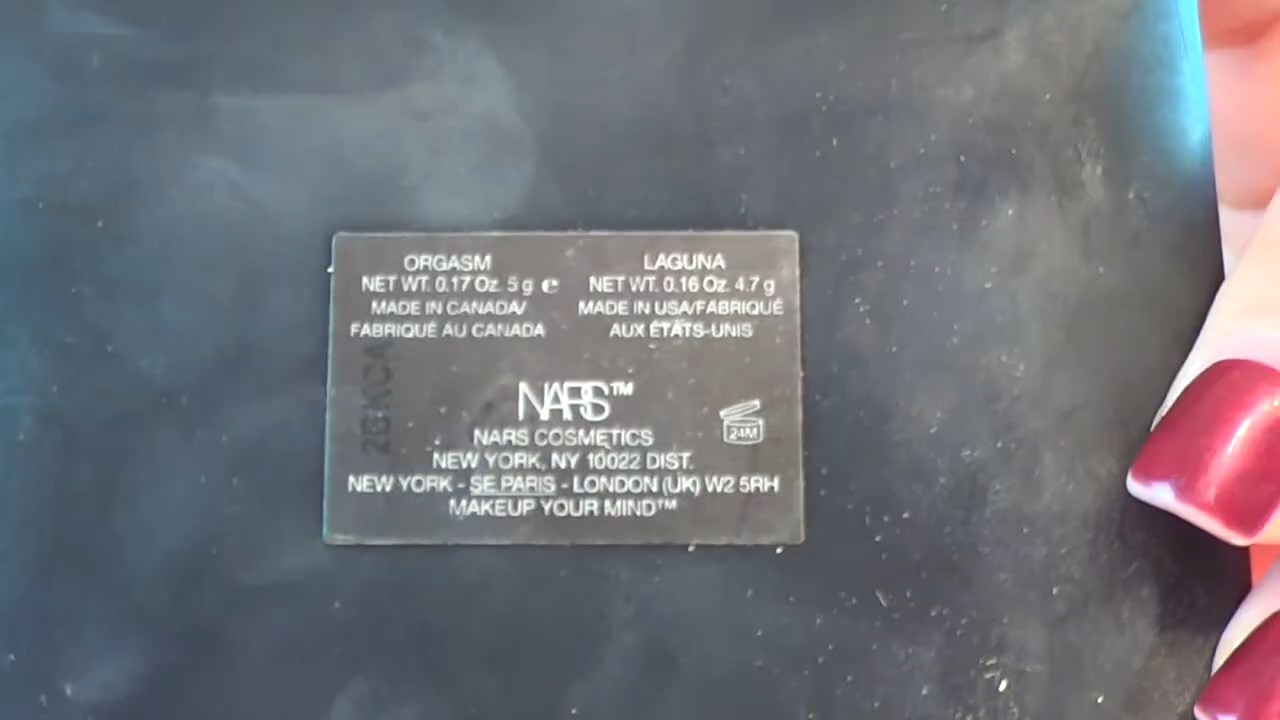 ORGASM
NET WT. 0.17 Oz. 5 g e
MADE IN CANADA/
FABRIQUÉ AU CANADA
LAGUNA
NET WT. 0.16 Oz. 4.7 g
MADE IN USA/FABRIQUÉ
AUX ÉTATS-UNIS
2BKCA
NARS™
24M
NARS COSMETICS
NEW YORK, NY 10022 DIST.
NEW YORK - SE PARIS - LONDON (UK) W2 5RH
MAKEUP YOUR MIND™